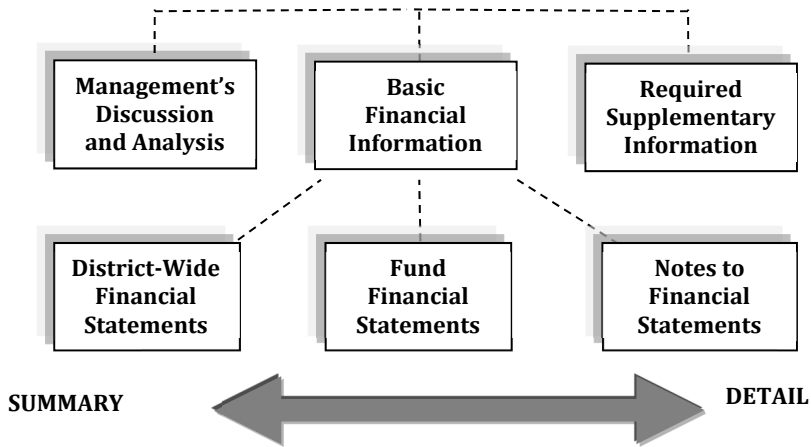 Management’s
Discussion
and Analysis
Basic
Financial
Information
Required
Supplementary
Information
District-Wide
Financial
Statements
Fund
Financial
Statements
Notes to
Financial
Statements
SUMMARY
DETAIL